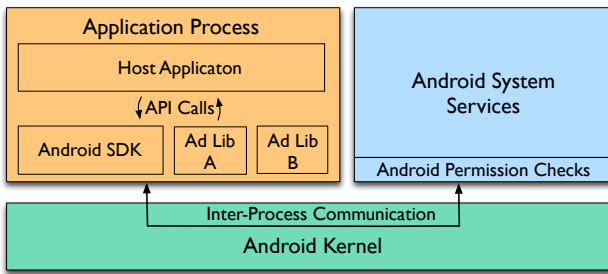 Application Process
Host Applicaton
API Calls
Android SDK
Ad Lib
A
Ad Lib
B
Android System
Services
Android Permission Checks
Inter-Process Communication
Android Kernel